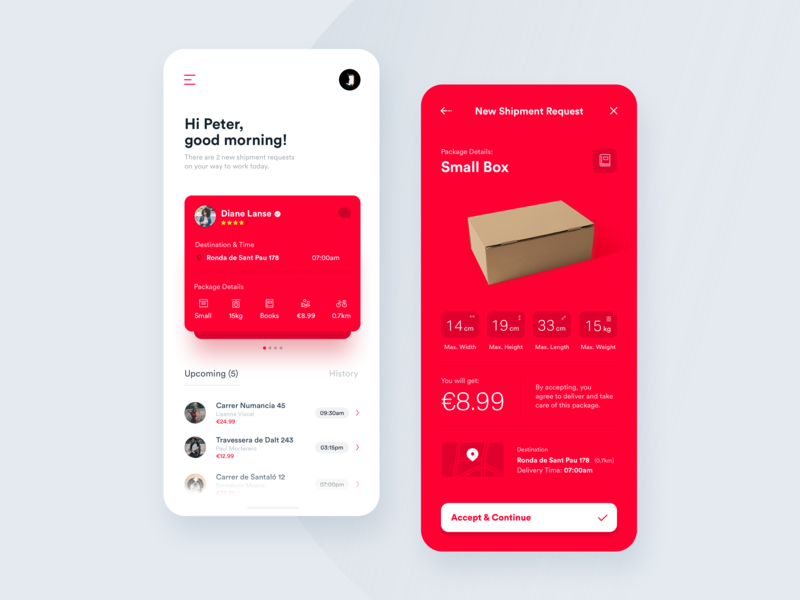 Hi Peter,
good morning!
There are 2 new shipment requests
on your way to work today.
Diane Lanse
Destination & Time
Ronda de Sant Pau 178 07:00am
Package Details
Small 15kg Books €8.99 0.7km
Upcoming (5) History
Carrer Numancia 45
Leanne Viscal
€24.99
09:30am
Travessera de Dalt 243
Paul Morterero
€12.99
03:15pm
Carrer de Santaló 12
07:00pm
New Shipment Request
Package Details:
Small Box
14 cm 19 cm 33 cm 15 kg
Max. Width Max. Height Max. Length Max. Weight
You will get:
€8.99
By accepting, you
agree to deliver and take
care of this package.
Destination
Ronda de Sant Pau 178 (0.7km)
Delivery Time: 07:00am
Accept & Continue